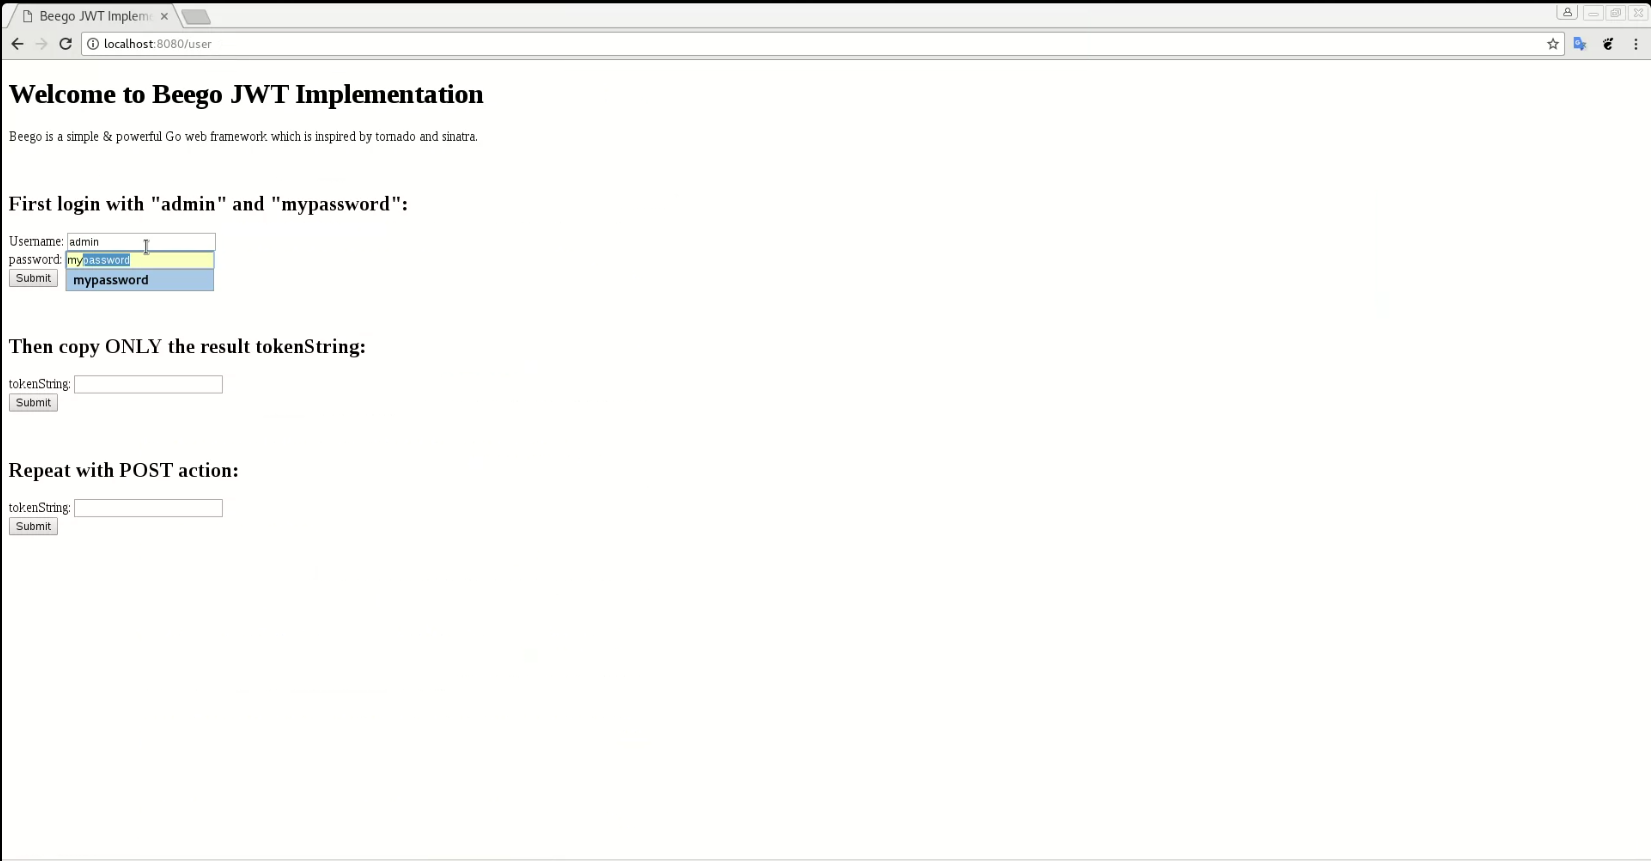 Beego JWT Implem
localhost:8080/user
Welcome to Beego JWT Implementation
Beego is a simple & powerful Go web framework which is inspired by tornado and sinatra.
First login with "admin" and "mypassword":
Username: admin
password: mypassword
Submit mypassword
Then copy ONLY the result tokenString:
tokenString:
Submit
Repeat with POST action:
tokenString:
Submit